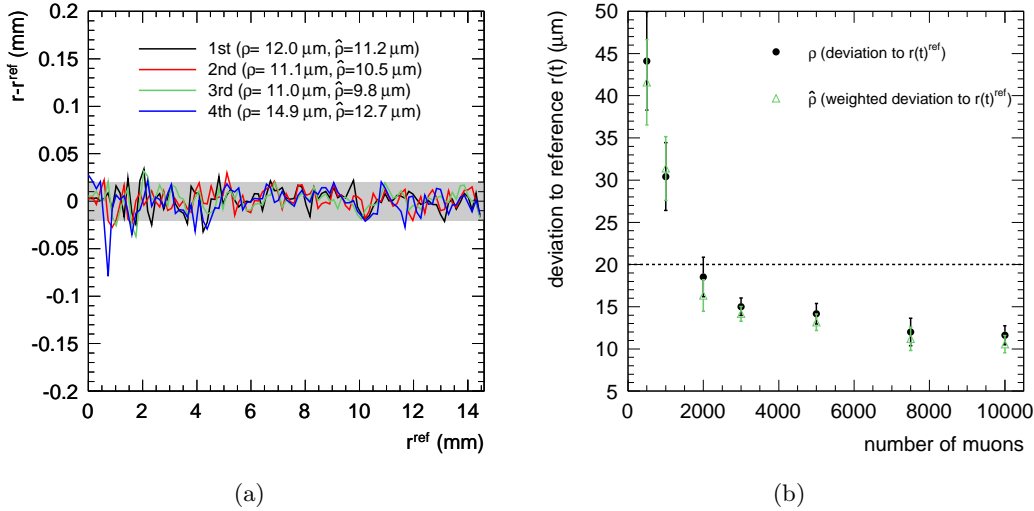 r-r^ref (mm)
0.2
0.15
0.1
0.05
0
-0.05
-0.1
-0.15
-0.2
1st (ρ= 12.0 μm, ρ̂=11.2 μm)
2nd (ρ= 11.1 μm, ρ̂=10.5 μm)
3rd (ρ= 11.0 μm, ρ̂=9.8 μm)
4th (ρ= 14.9 μm, ρ̂=12.7 μm)
0 2 4 6 8 10 12 14
r^ref (mm)
(a)
deviation to reference r(t) (μm)
50
45
40
35
30
25
20
15
10
5
ρ (deviation to r(t)^ref)
ρ̂ (weighted deviation to r(t)^ref)
0 2000 4000 6000 8000 10000
number of muons
(b)